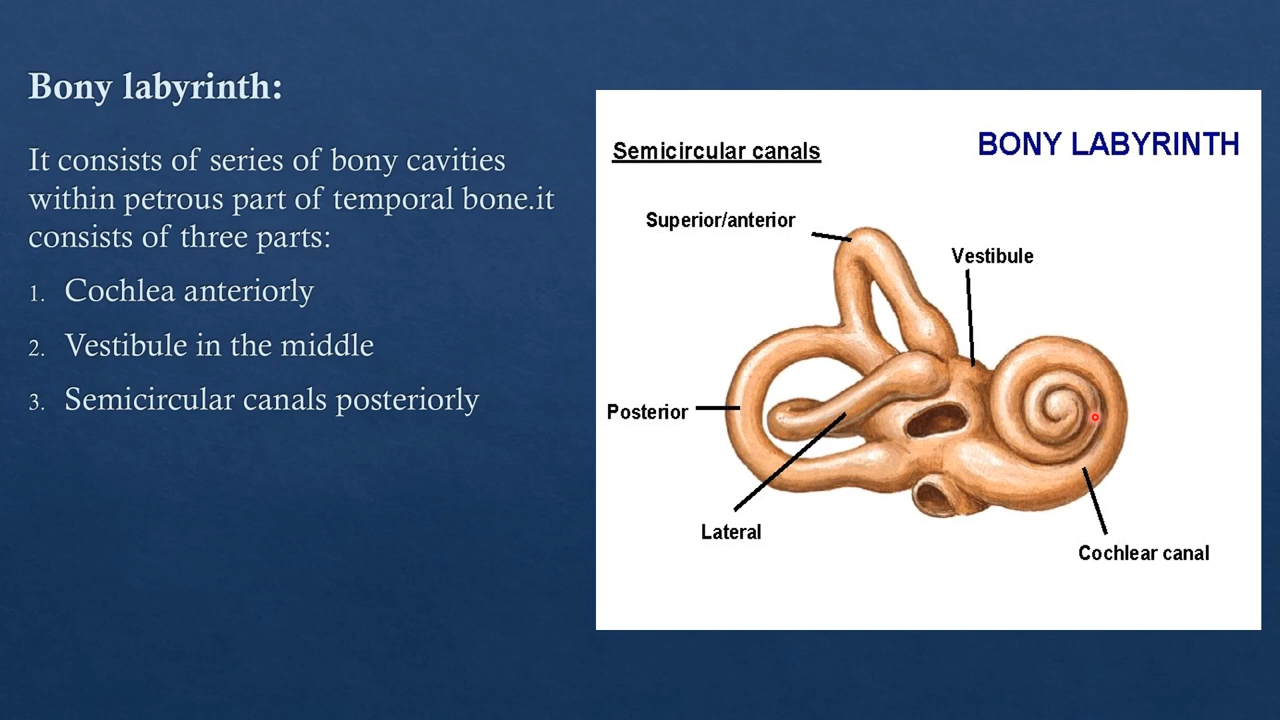 Bony labyrinth:
It consists of series of bony cavities
within petrous part of temporal bone.it
consists of three parts:
1. Cochlea anteriorly
2. Vestibule in the middle
3. Semicircular canals posteriorly
BONY LABYRINTH
Semicircular canals
Superior/anterior
Vestibule
Posterior
Lateral
Cochlear canal